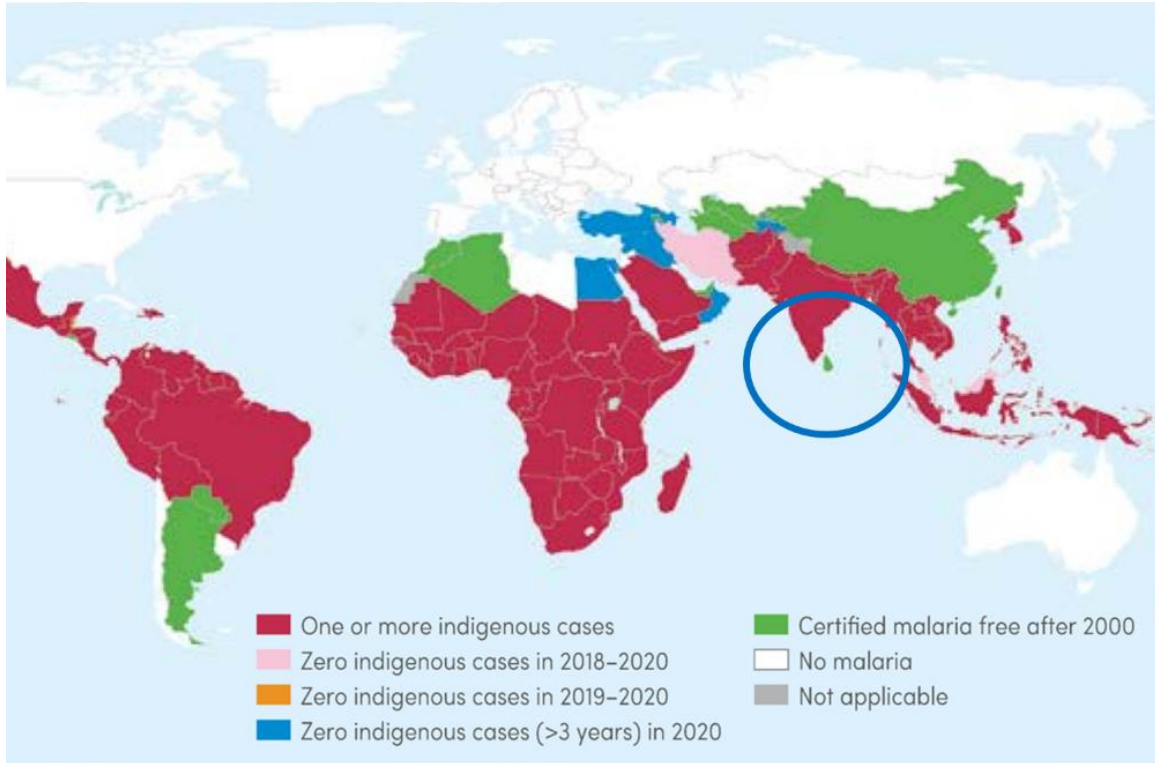 One or more indigenous cases
Zero indigenous cases in 2018–2020
Zero indigenous cases in 2019–2020
Zero indigenous cases (>3 years) in 2020
Certified malaria free after 2000
No malaria
Not applicable